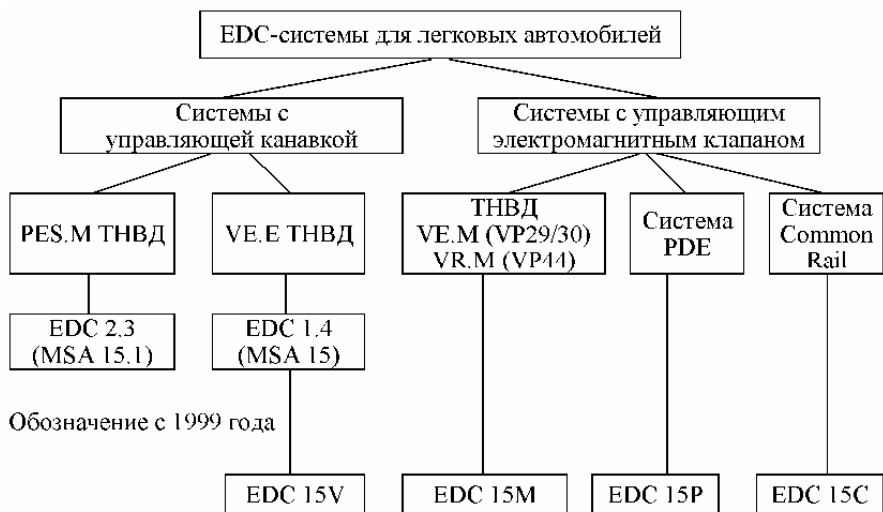 EDC-системы для легковых автомобилей
Системы с
управляющей канавкой
Системы с управляющим
электромагнитным клапаном
PES.M ТНВД
VE.E ТНВД
ТНВД
VE.M (VP29/30)
VR.M (VP44)
Система
PDE
Система
Common
Rail
EDC 2.3
(MSA 15.1)
EDC 1.4
(MSA 15)
Обозначение с 1999 года
EDC 15V
EDC 15M
EDC 15P
EDC 15C